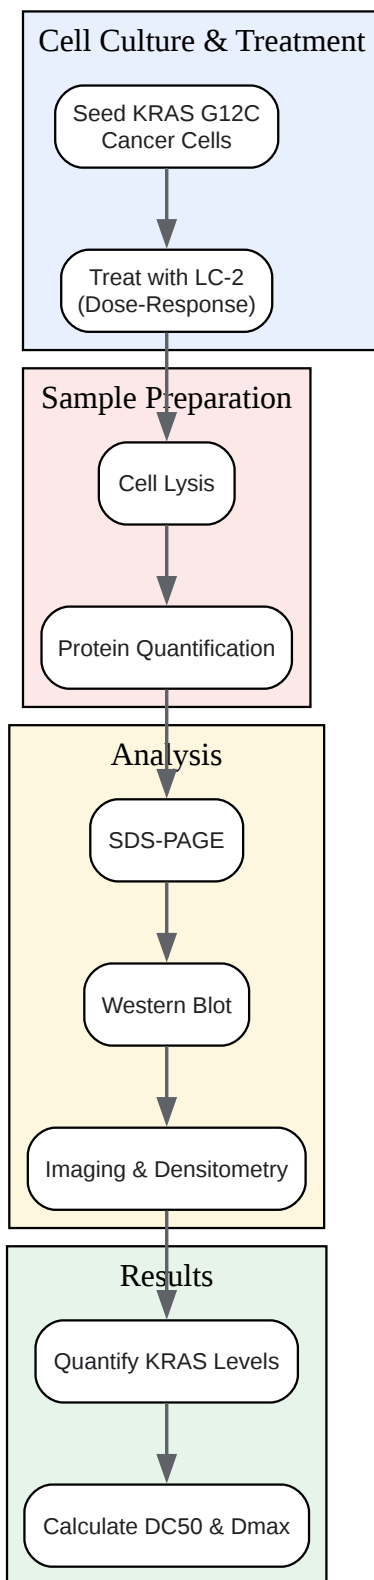 Cell Culture & Treatment
Seed KRAS G12C
Cancer Cells
Treat with LC-2
(Dose-Response)
Sample Preparation
Cell Lysis
Protein Quantification
Analysis
SDS-PAGE
Western Blot
Imaging & Densitometry
Results
Quantify KRAS Levels
Calculate DC50 & Dmax